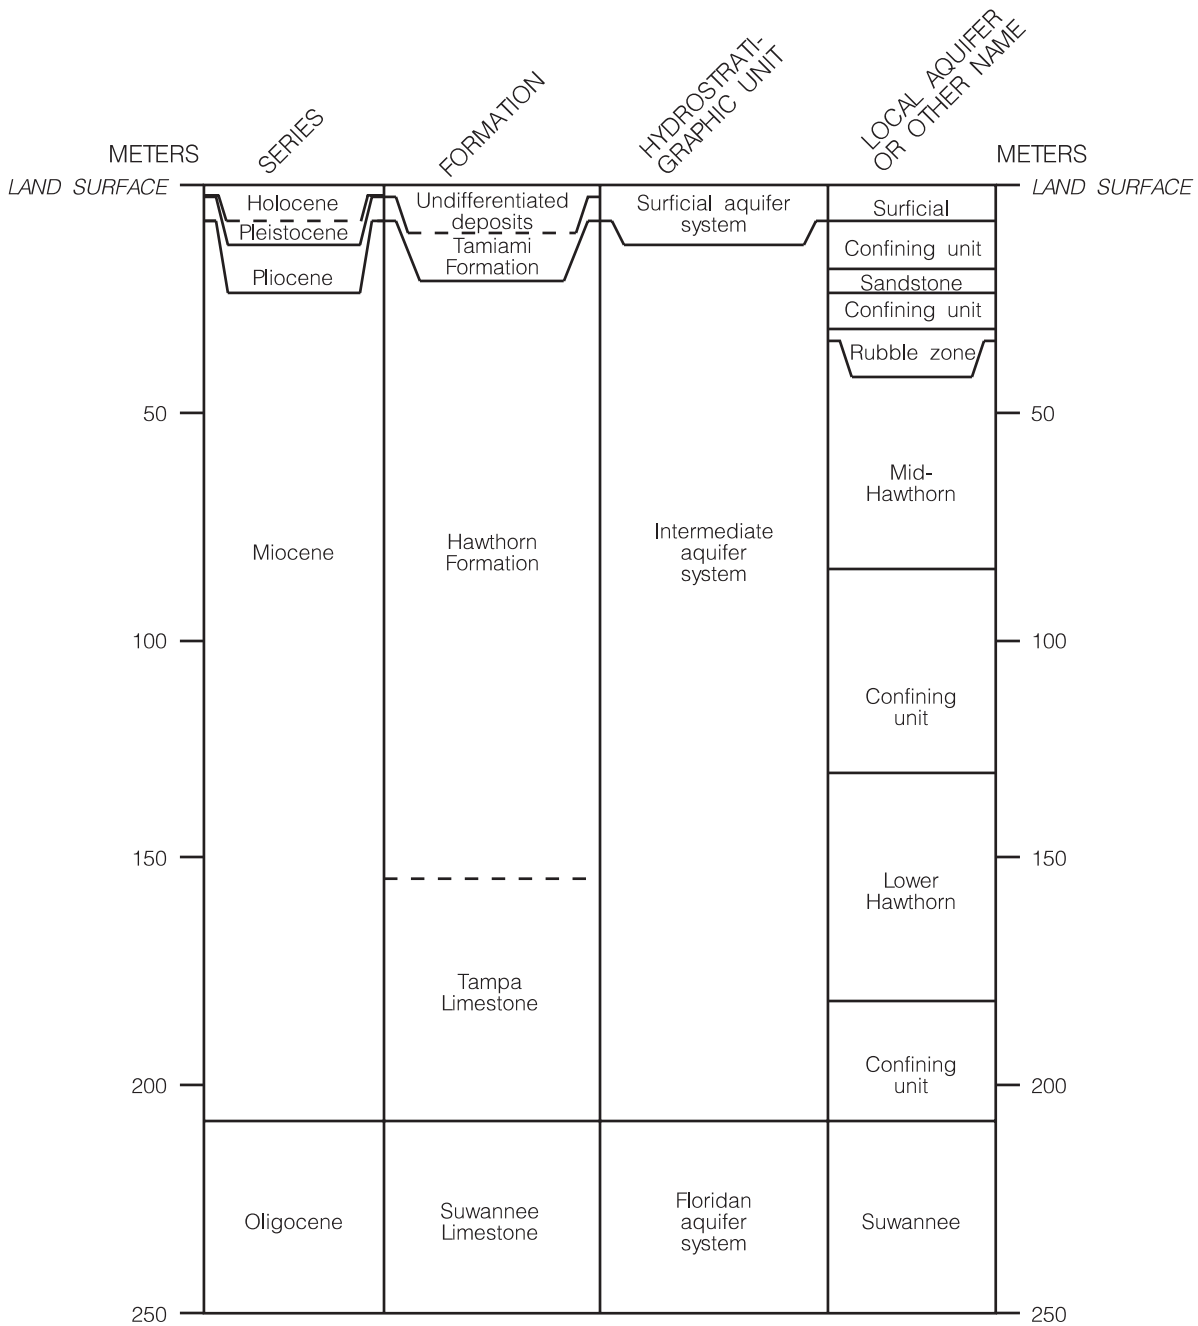 SERIES
FORMATION
HYDROSTRATI-
GRAPHIC UNIT
LOCAL AQUIFER
OR OTHER NAME
METERS
METERS
LAND SURFACE
LAND SURFACE
Holocene
Pleistocene
Pliocene
Miocene
Oligocene
Undifferentiated
deposits
Tamiami
Formation
Hawthorn
Formation
Tampa
Limestone
Suwannee
Limestone
Surficial aquifer
system
Intermediate
aquifer
system
Floridan
aquifer
system
Surficial
Confining unit
Sandstone
Confining unit
Rubble zone
Mid-
Hawthorn
Confining
unit
Lower
Hawthorn
Confining
unit
Suwannee
50
100
150
200
250
50
100
150
200
250